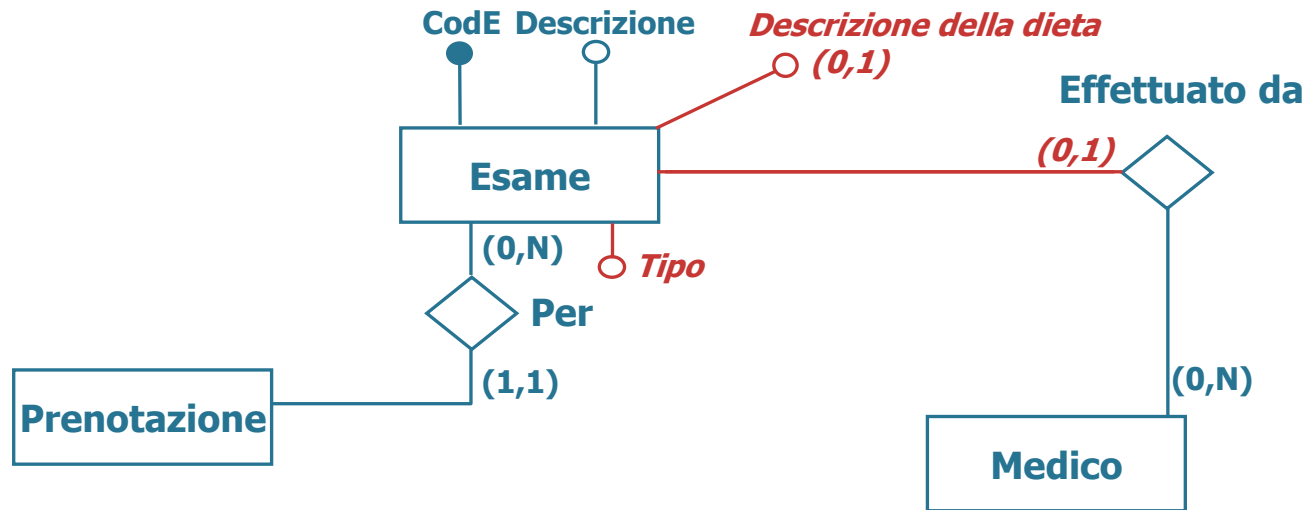 CodE Descrizione
Descrizione della dieta
(0,1)
Effettuato da
(0,1)
Esame
(0,N)
Tipo
Per
(1,1)
(0,N)
Prenotazione
Medico